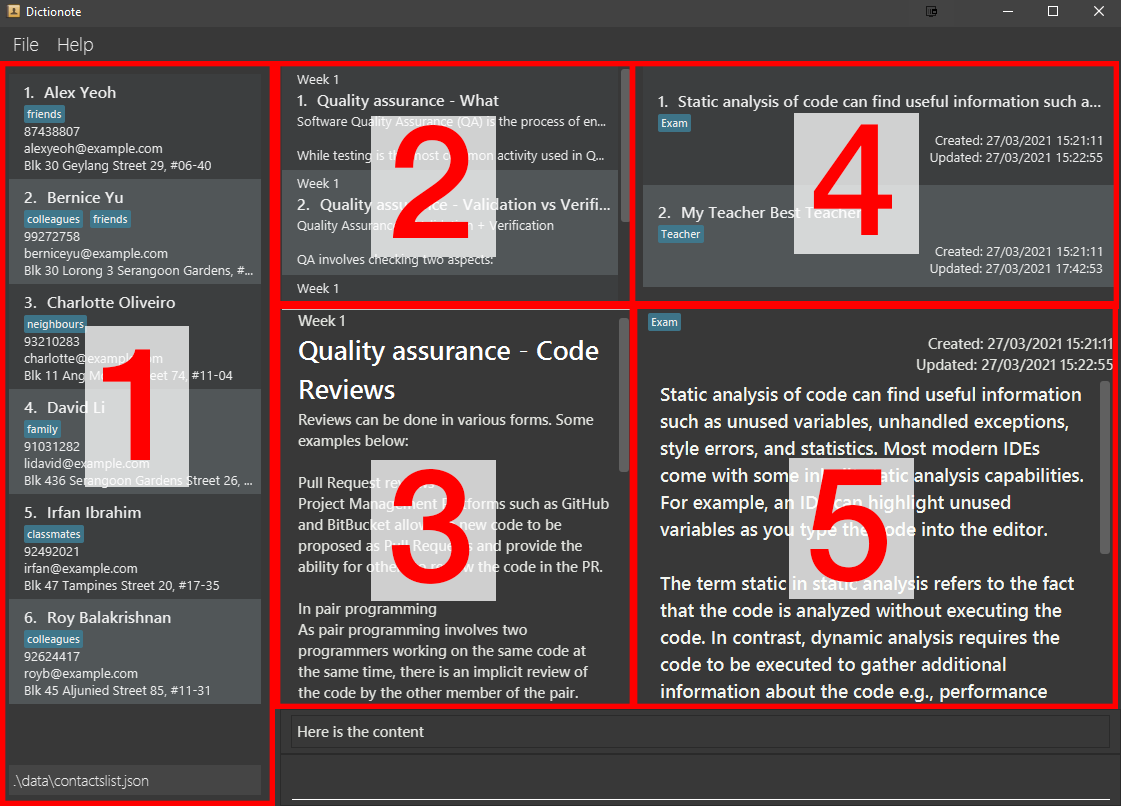 Dictionote
File Help
1. Alex Yeoh
friends
87438807
alexyeoh@example.com
Blk 30 Geylang Street 29, #06-40
2. Bernice Yu
colleagues friends
99272758
berniceyu@example.com
Blk 30 Lorong 3 Serangoon Gardens, #...
3. Charlotte Oliveiro
neighbours
93210283
charlotte@example.com
Blk 11 Ang Mo Street 74, #11-04
4. David Li
family
91031282
lidavid@example.com
Blk 436 Serangoon Gardens Street 26, ...
5. Irfan Ibrahim
classmates
92492021
irfan@example.com
Blk 47 Tampines Street 20, #17-35
6. Roy Balakrishnan
colleagues
92624417
royb@example.com
Blk 45 Aljunied Street 85, #11-31
.\data\contactslist.json
1
Week 1
1. Quality assurance - What
Software Quality Assurance (QA) is the process of en...
While testing is the most common activity used in Q...
Week 1
2. Quality assurance - Validation vs Verifi...
Quality Assurance = Validation + Verification
QA involves checking two aspects:
Week 1
2
Week 1
Quality assurance - Code
Reviews
Reviews can be done in various forms. Some
examples below:
Pull Request reviews
Project Management Platforms such as GitHub
and BitBucket allow the new code to be
proposed as Pull Requests and provide the
ability for others to review the code in the PR.
In pair programming
As pair programming involves two
programmers working on the same code at
the same time, there is an implicit review of
the code by the other member of the pair.
3
1. Static analysis of code can find useful information such a...
Exam
Created: 27/03/2021 15:21:11
Updated: 27/03/2021 15:22:55
2. My Teacher Best Teacher
Teacher
Created: 27/03/2021 15:21:11
Updated: 27/03/2021 17:42:53
4
Exam
Created: 27/03/2021 15:21:11
Updated: 27/03/2021 15:22:55
Static analysis of code can find useful information
such as unused variables, unhandled exceptions,
style errors, and statistics. Most modern IDEs
come with some inbuilt static analysis capabilities.
For example, an IDE can highlight unused
variables as you type the code into the editor.
The term static in static analysis refers to the fact
that the code is analyzed without executing the
code. In contrast, dynamic analysis requires the
code to be executed to gather additional
information about the code e.g., performance
5
Here is the content